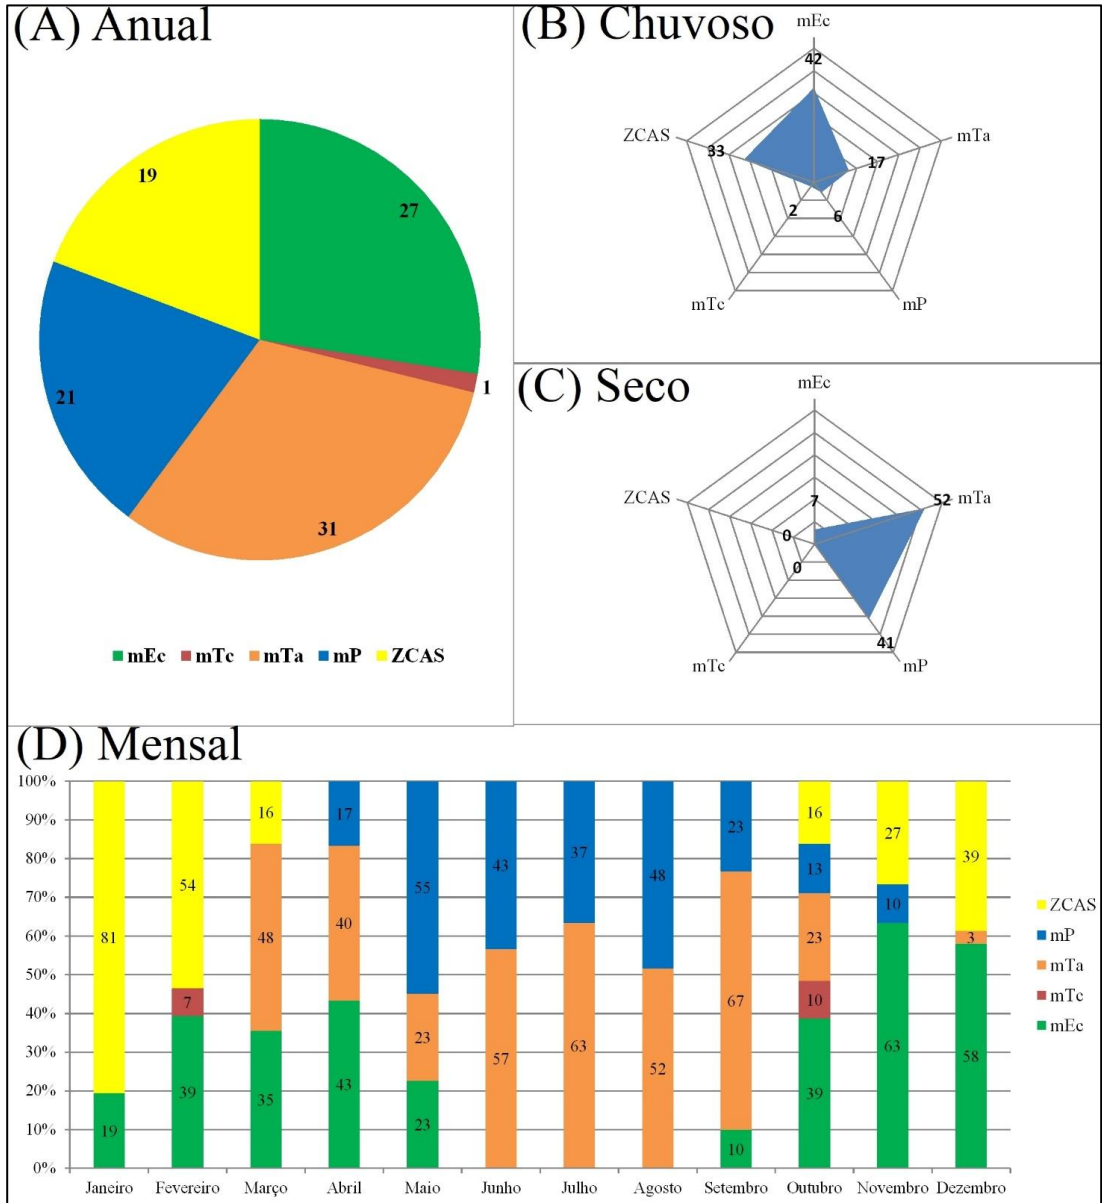 (A) Anual
19
27
21
1
31
mEc mTc mTa mP ZCAS
(B) Chuvoso
mEc
42
ZCAS
33
17
mTa
2
6
mTc
mP
(C) Seco
mEc
ZCAS
7
52
mTa
0
0
mTc
41
mP
(D) Mensal
100%
90%
80%
70%
60%
50%
40%
30%
20%
10%
0%
81
19
54
7
39
16
48
35
17
40
43
55
23
23
43
57
37
63
48
52
23
67
10
16
13
23
10
39
27
10
63
39
3
58
Janeiro Fevereiro Março Abril Maio Junho Julho Agosto Setembro Outubro Novembro Dezembro
ZCAS
mP
mTa
mTc
mEc